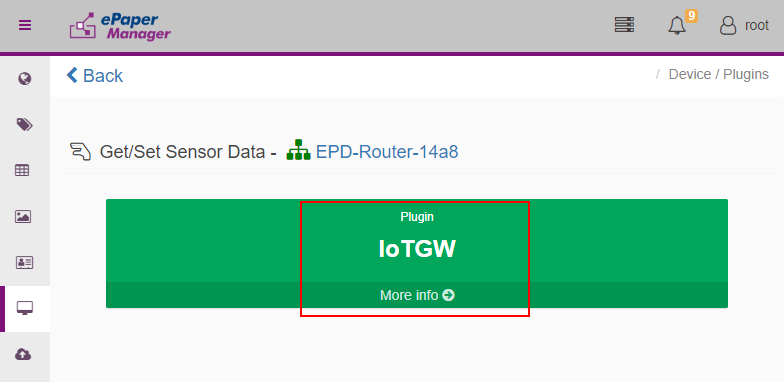 ePaper
Manager
9
root
Back
/ Device / Plugins
Get/Set Sensor Data - EPD-Router-14a8
Plugin
IoTGW
More info